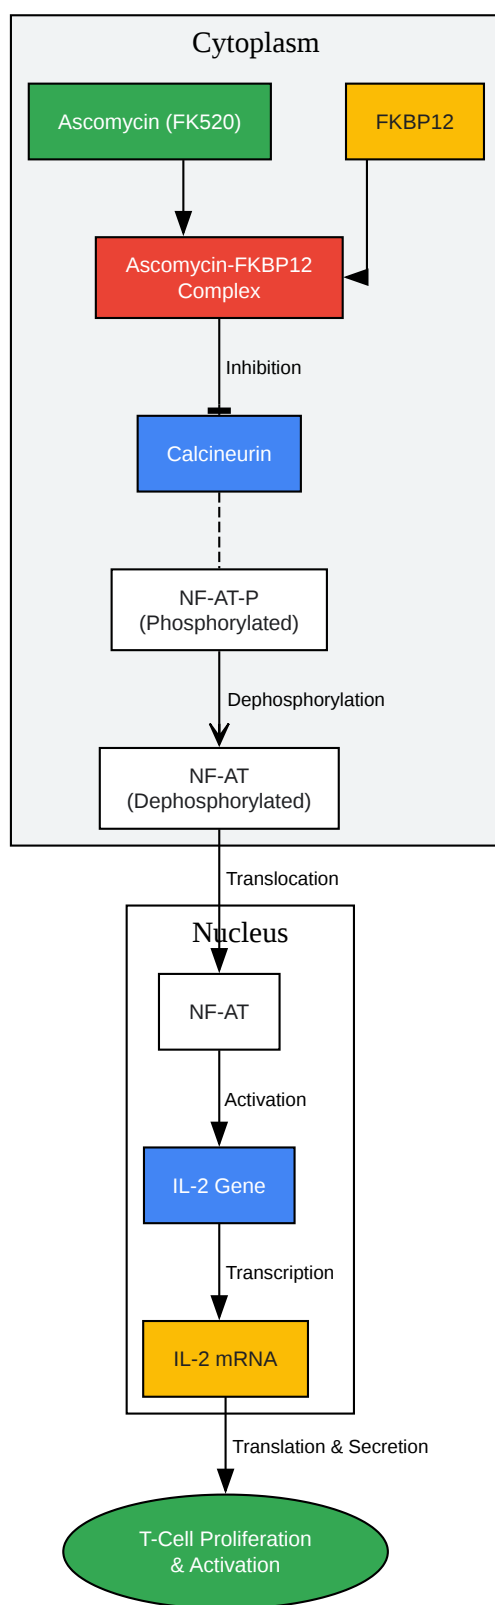 Cytoplasm
Ascomycin (FK520)
FKBP12
Ascomycin-FKBP12
Complex
Inhibition
Calcineurin
NF-AT-P
(Phosphorylated)
Dephosphorylation
NF-AT
(Dephosphorylated)
Translocation
Nucleus
NF-AT
Activation
IL-2 Gene
Transcription
IL-2 mRNA
Translation & Secretion
T-Cell Proliferation
& Activation